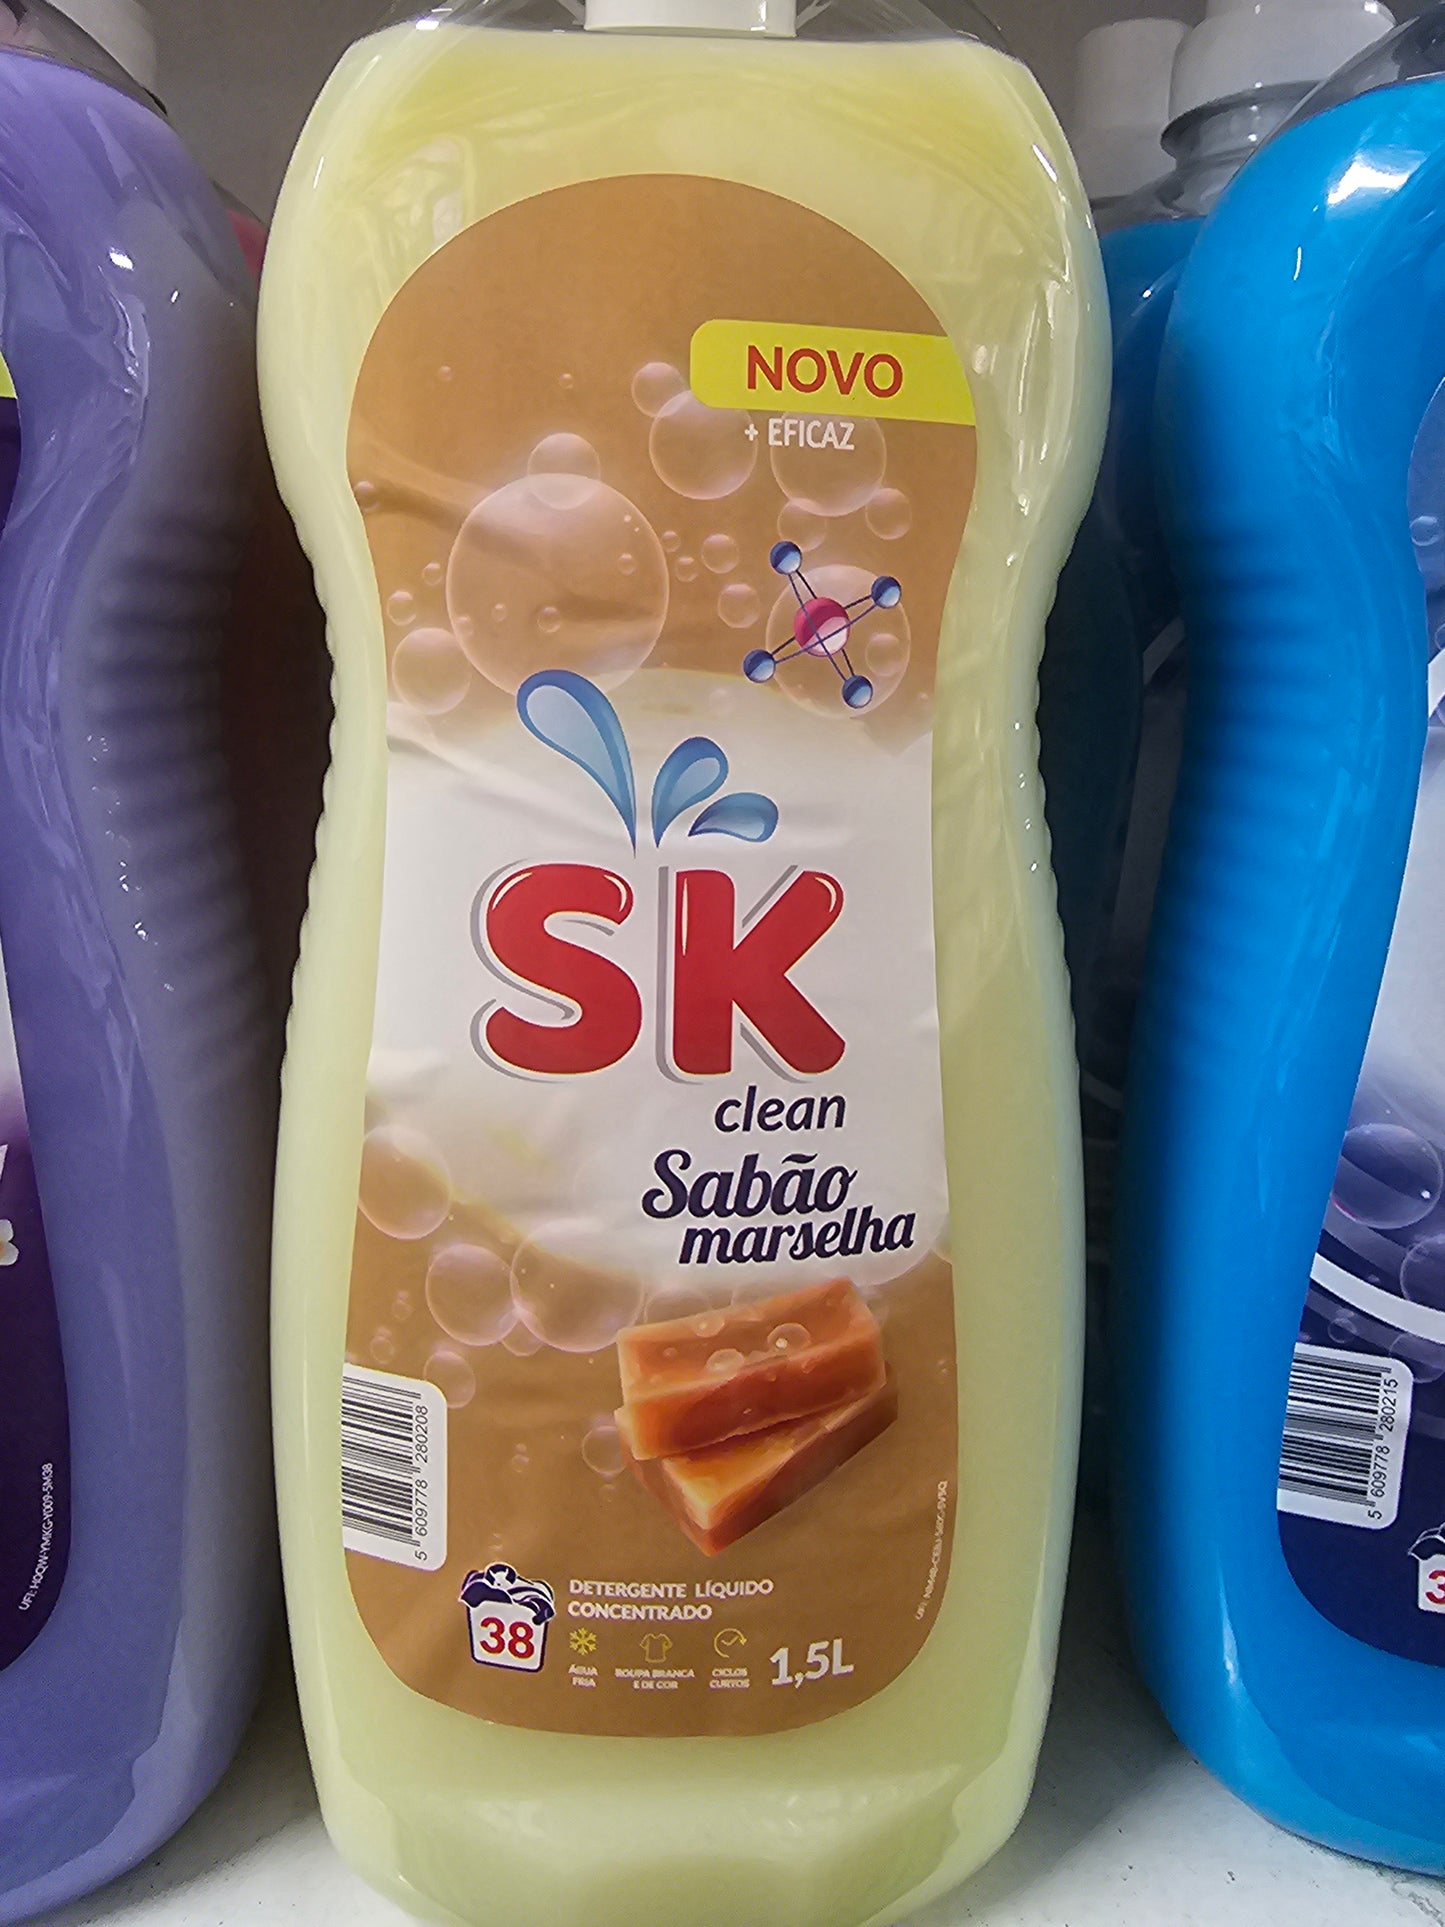 NOVO
+ EFICAZ
SK
clean
Sabão
marselha
5 609778 280208
5 609778 280215
38
DETERGENTE LÍQUIDO
CONCENTRADO
ÁGUA
FRIA
ROUPA BRANCA
E DE COR
CICLOS
CURTOS
1,5L